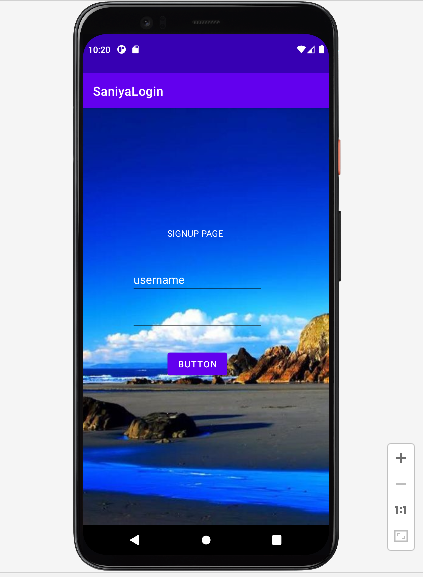 10:20
SaniyaLogin
SIGNUP PAGE
username
BUTTON
1:1